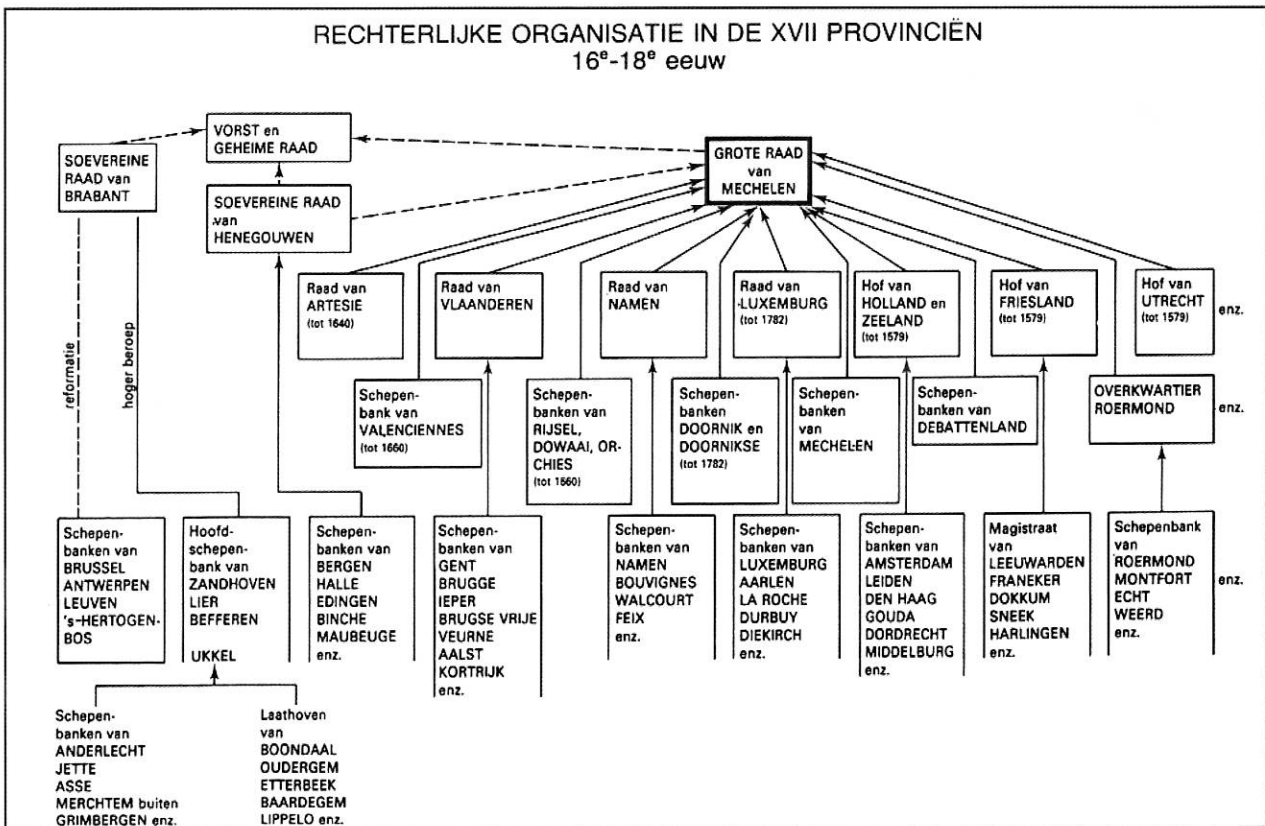 RECHTERLIJKE ORGANISATIE IN DE XVII PROVINCIËN
16e-18e eeuw
VORST en
GEHEIME RAAD
SOEVEREINE
RAAD van
BRABANT
GROTE RAAD
van
MECHELEN
SOEVEREINE RAAD
van
HENEGOUWEN
Raad van
ARTESIE
(tot 1640)
Raad van
VLAANDEREN
Raad van
NAMEN
Raad van
LUXEMBURG
(tot 1782)
Hof van
HOLLAND en
ZEELAND
(tot 1579)
Hof van
FRIESLAND
(tot 1579)
Hof van
UTRECHT
(tot 1579)
enz.
reformatie
hoger beroep
Schepen-
bank van
VALENCIENNES
(tot 1660)
Schepen-
banken van
RIJSEL,
DOWAAI, OR-
CHIES
(tot 1660)
Schepen-
banken
DOORNIK en
DOORNIKSE
(tot 1782)
Schepen-
banken
van
MECHELEN
Schepen-
banken van
DEBATTENLAND
OVERKWARTIER
ROERMOND
enz.
Schepen-
banken van
BRUSSEL
ANTWERPEN
LEUVEN
's-HERTOGEN-
BOS
Hoofd-
schepen-
bank van
ZANDHOVEN
LIER
BEFFEREN
UKKEL
Schepen-
banken van
BERGEN
HALLE
EDINGEN
BINCHE
MAUBEUGE
enz.
Schepen-
banken van
GENT
BRUGGE
IEPER
BRUGSE VRIJE
VEURNE
AALST
KORTRIJK
enz.
Schepen-
banken van
NAMEN
BOUVIGNES
WALCOURT
FEIX
enz.
Schepen-
banken van
LUXEMBURG
AARLEN
LA ROCHE
DURBUY
DIEKIRCH
enz.
Schepen-
banken van
AMSTERDAM
LEIDEN
DEN HAAG
GOUDA
DORDRECHT
MIDDELBURG
enz.
Magistraat
van
LEEUWARDEN
FRANEKER
DOKKUM
SNEEK
HARLINGEN
enz.
Schepenbank
van
ROERMOND
MONTFORT
ECHT
WEERD
enz.
enz.
Schepen-
banken van
ANDERLECHT
JETTE
ASSE
MERCHTEM buiten
GRIMBERGEN enz.
Laathoven
van
BOONDAAL
OUDERGEM
ETTERBEEK
BAARDEGEM
LIPPELO enz.